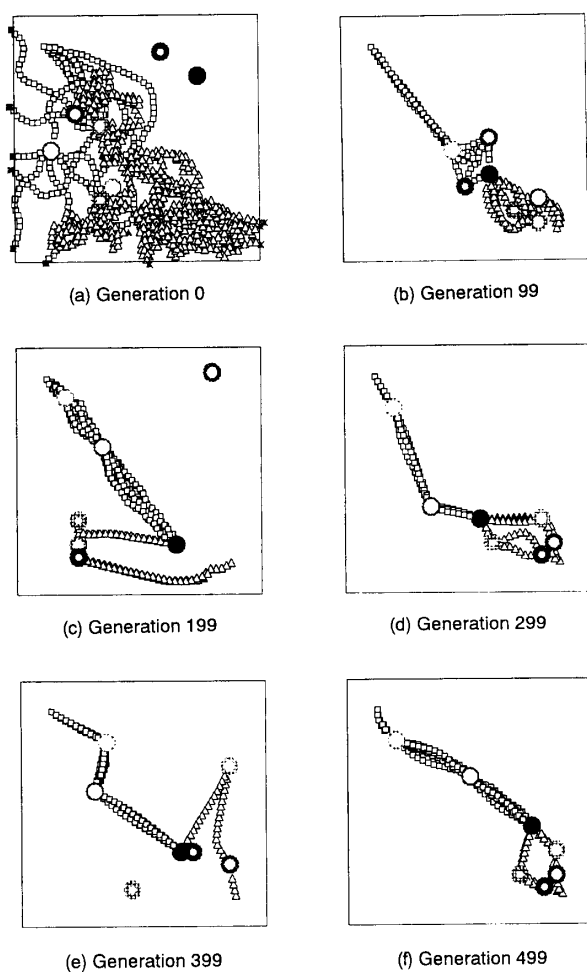 (a) Generation 0
(b) Generation 99
(c) Generation 199
(d) Generation 299
(e) Generation 399
(f) Generation 499